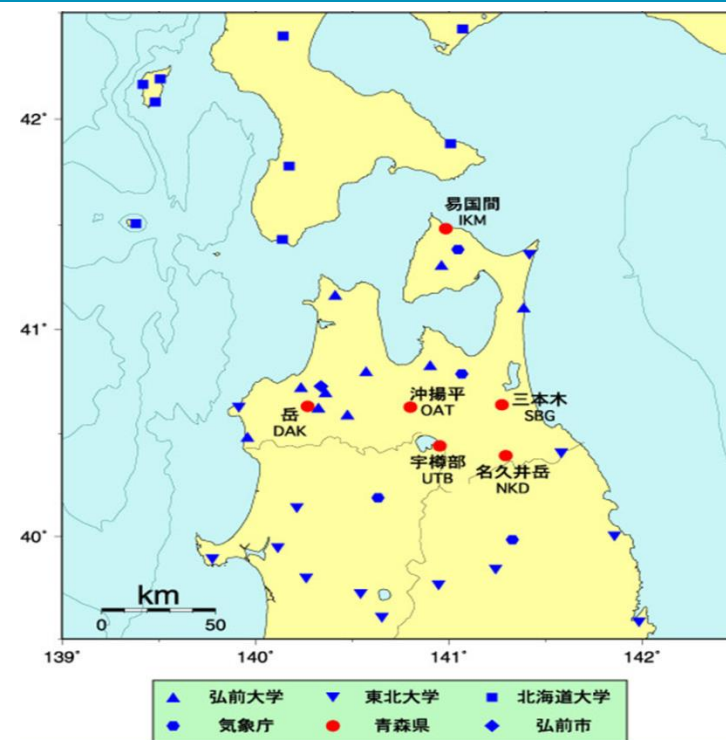 42°
易国間
IKM
41°
沖揚平
OAT
三本木
SBG
岳
DAK
宇樽部
UTB
名久井岳
NKD
40°
km
0 50
139° 140° 141° 142°
弘前大学 東北大学 北海道大学
気象庁 青森県 弘前市